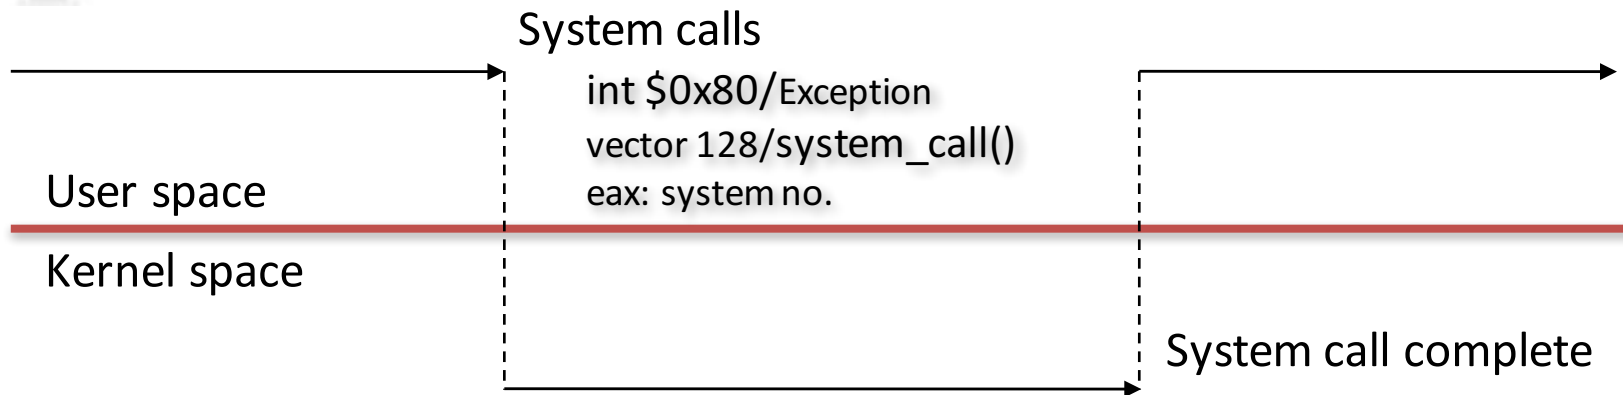 System calls
int $0x80/Exception
vector 128/system_call()
eax: system no.
User space
Kernel space
System call complete